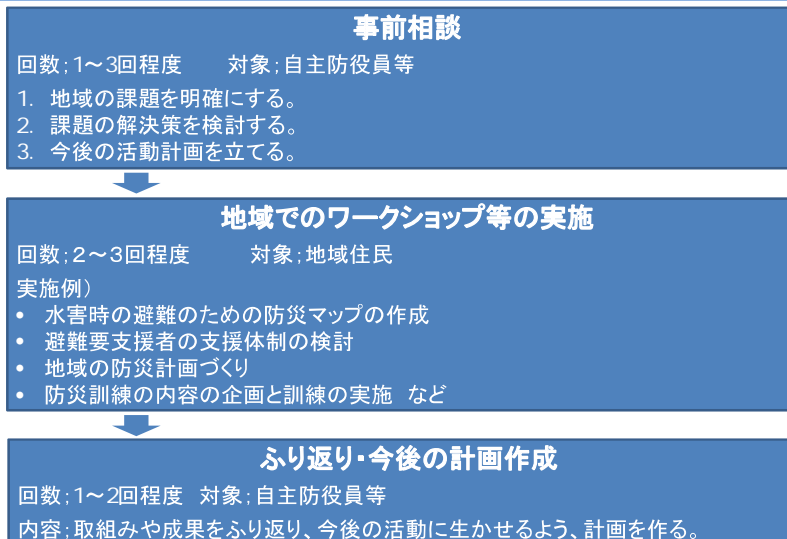 事前相談
回数;1～3回程度　　対象;自主防役員等
1. 地域の課題を明確にする。
2. 課題の解決策を検討する。
3. 今後の活動計画を立てる。
地域でのワークショップ等の実施
回数;２～３回程度　　　対象;地域住民
実施例）
• 水害時の避難のための防災マップの作成
• 避難要支援者の支援体制の検討
• 地域の防災計画づくり
• 防災訓練の内容の企画と訓練の実施　など
ふり返り・今後の計画作成
回数;1～2回程度　対象;自主防役員等
内容;取組みや成果をふり返り、今後の活動に生かせるよう、計画を作る。